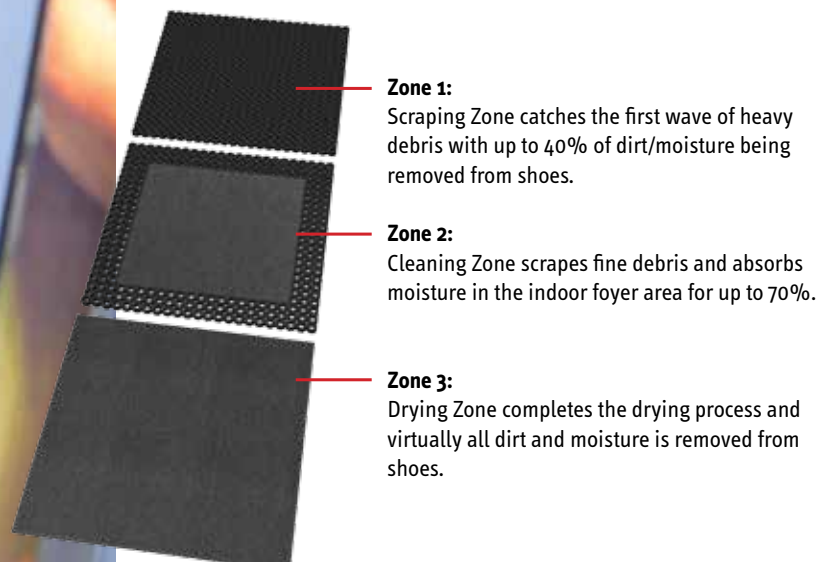 Zone 1:
Scraping Zone catches the first wave of heavy
debris with up to 40% of dirt/moisture being
removed from shoes.
Zone 2:
Cleaning Zone scrapes fine debris and absorbs
moisture in the indoor foyer area for up to 70%.
Zone 3:
Drying Zone completes the drying process and
virtually all dirt and moisture is removed from
shoes.